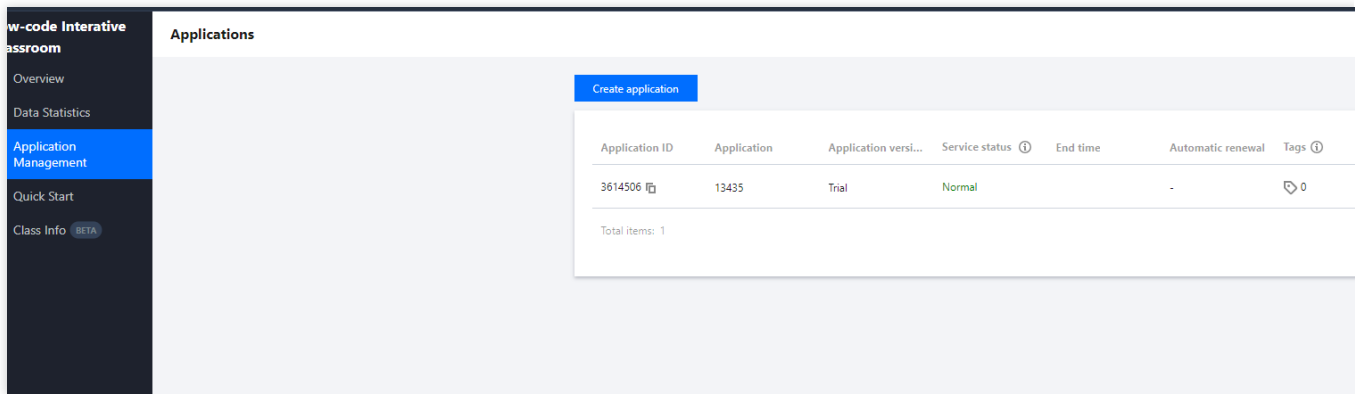 w-code Interative
assroom
Applications
Overview
Data Statistics
Application
Management
Quick Start
Class Info BETA
Create application
Application ID Application Application versi... Service status End time Automatic renewal Tags
3614506 13435 Trial Normal - 0
Total items: 1